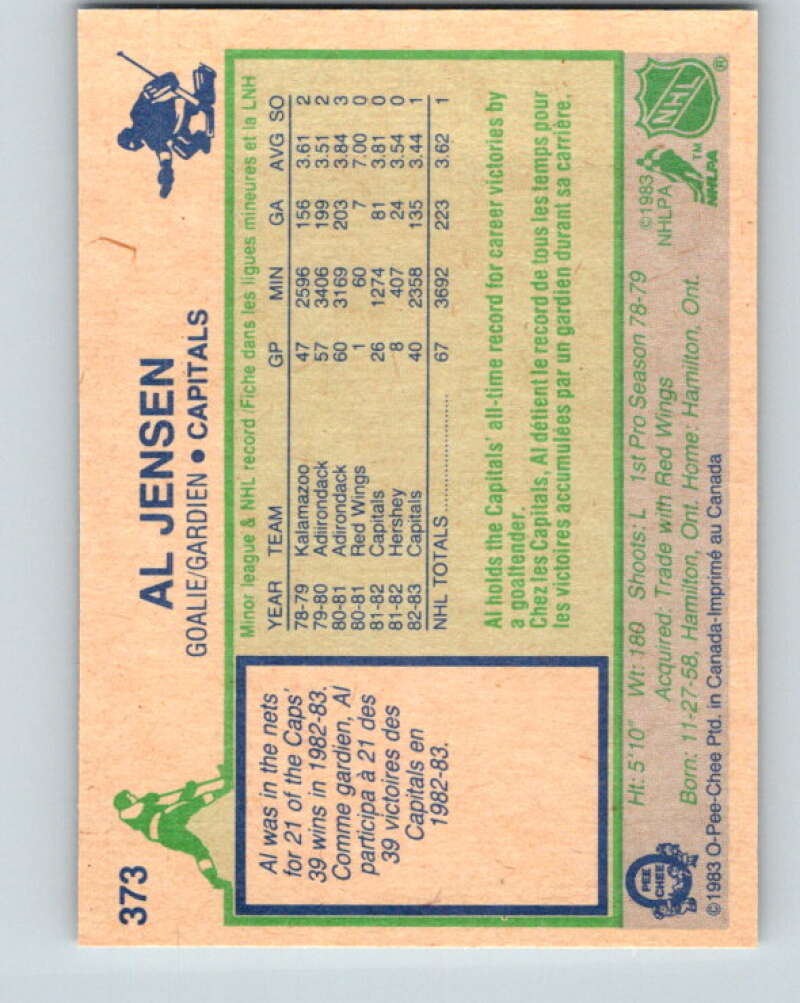 373
AL JENSEN
GOALIE/GARDIEN • CAPITALS
Al was in the nets
for 21 of the Caps'
39 wins in 1982-83.
Comme gardien, Al
participa à 21 des
39 victoires des
Capitals en
1982-83.
Minor league & NHL record/Fiche dans les ligues mineures et la LNH
YEAR TEAM GP MIN GA AVG SO
78-79 Kalamazoo 47 2596 156 3.61 2
79-80 Adiirondack 57 3406 199 3.51 2
80-81 Adirondack 60 3169 203 3.84 3
80-81 Red Wings 1 60 7 7.00 0
81-82 Capitals 26 1274 81 3.81 0
81-82 Hershey 8 407 24 3.54 0
82-83 Capitals 40 2358 135 3.44 1
NHL TOTALS .................... 67 3692 223 3.62 1
Al holds the Capitals' all-time record for career victories by
a goaltender.
Chez les Capitals, Al détient le record de tous les temps pour
les victoires accumulées par un gardien durant sa carrière.
Ht: 5'10" Wt: 180 Shoots: L 1st Pro Season 78-79
Acquired: Trade with Red Wings
Born: 11-27-58, Hamilton, Ont. Home: Hamilton, Ont.
©1983 O-Pee-Chee Ptd. in Canada-Imprimé au Canada
PEE
CHEE
©1983
NHLPA
TM
NHLPA
NHL
®